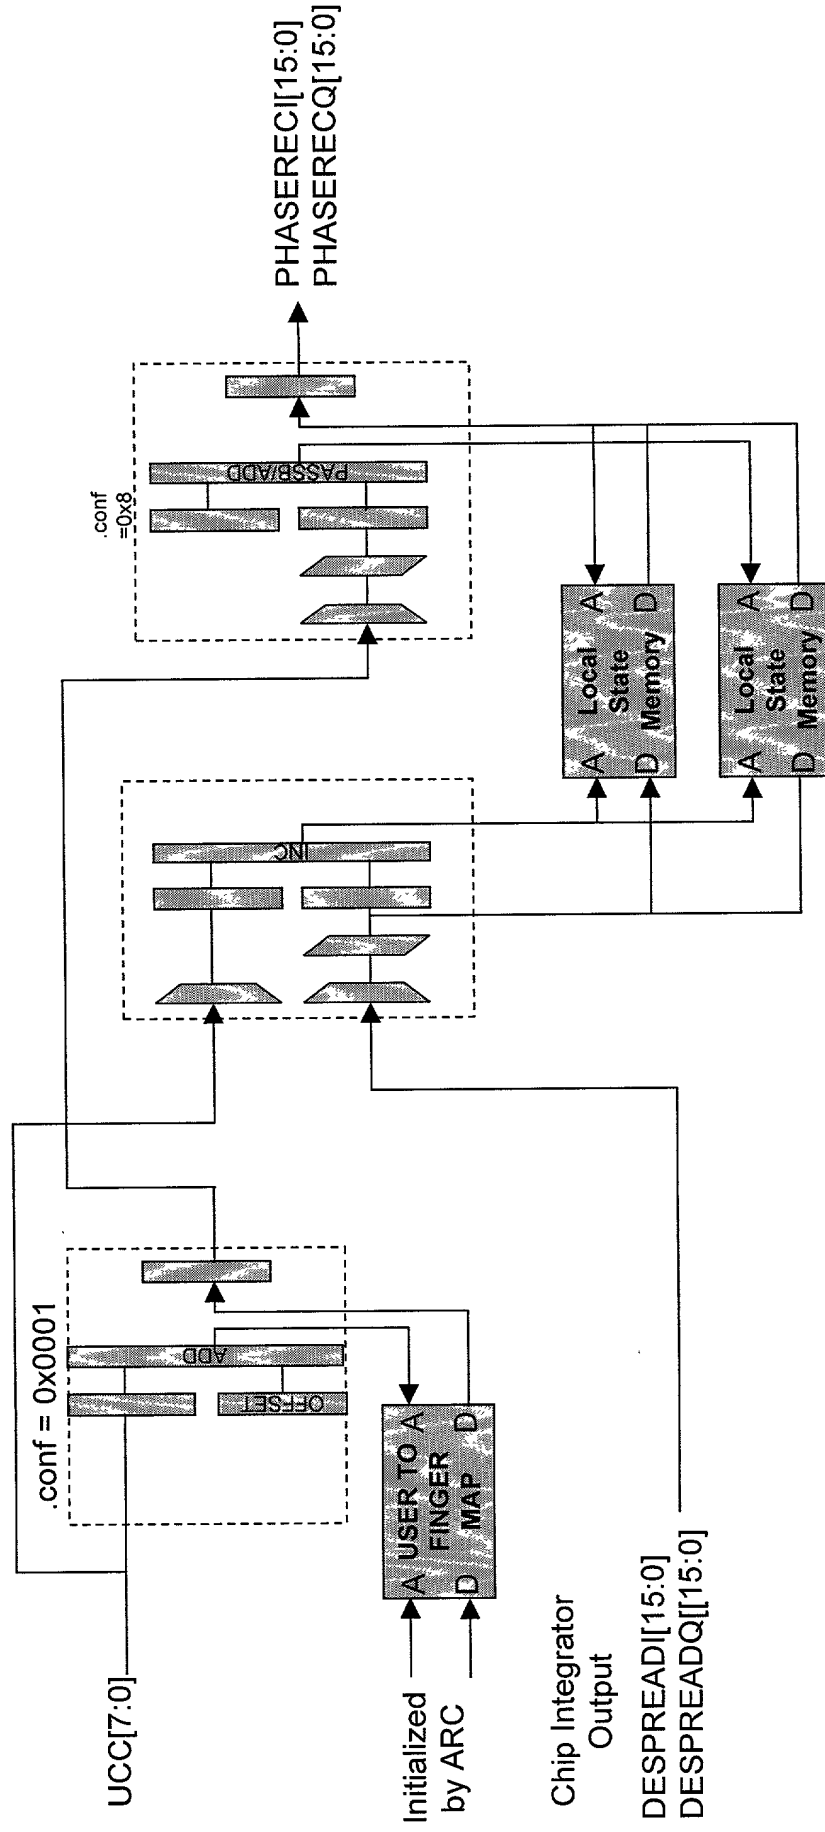 UCC[7:0]
.conf = 0x0001
ADD
OFFSET
A USER TO A
FINGER
D MAP D
Initialized
by ARC
Chip Integrator
Output
DESPREADI[15:0]
DESPREADQ[[15:0]
INC
.conf
=0x8
PASSB/ADD
A Local A
State
D Memory D
A Local A
State
D Memory D
PHASERECI[15:0]
PHASERECQ[15:0]